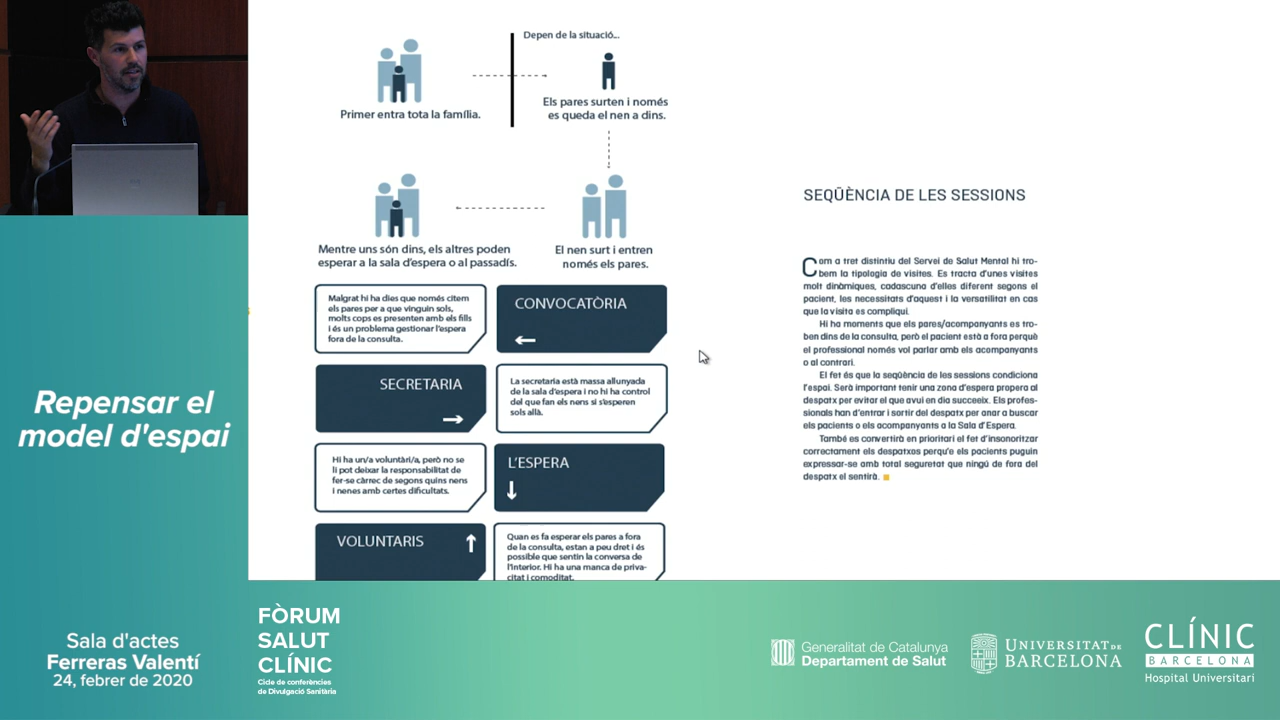 Depen de la situació...
Primer entra tota la família.
Els pares surten i només
es queda el nen a dins.
Mentre uns són dins, els altres poden
esperar a la sala d'espera o al passadís.
El nen surt i entren
només els pares.
Malgrat hi ha dies que només citem
els pares per a que vinguin sols,
molts cops es presenten amb els fills
i és un problema gestionar l'espera
fora de la consulta.
CONVOCATÒRIA
SECRETARIA
La secretaria està massa allunyada
de la sala d'espera i no hi ha control
del que fan els nens si s'esperen
sols allà.
Hi ha un/a voluntàri/a, però no se
li pot deixar la responsabilitat de
fer-se càrrec de segons quins nens
i nenes amb certes dificultats.
L'ESPERA
VOLUNTARIS
Quan es fa esperar els pares a fora
de la consulta, estan a peu dret i és
possible que sentin la conversa de
l'interior. Hi ha una manca de priva-
citat i comoditat.
SEQÜÈNCIA DE LES SESSIONS
Com a tret distintiu del Servei de Salut Mental hi tro-
bem la tipologia de visites. Es tracta d'unes visites
molt dinàmiques, cadascuna d'elles diferent segons el
pacient, les necessitats d'aquest i la versatilitat en cas
que la visita es compliqui.
Hi ha moments que els pares/acompanyants es tro-
ben dins de la consulta, però el pacient està a fora perquè
el professional només vol parlar amb els acompanyants
o al contrari.
El fet és que la seqüència de les sessions condiciona
l'espai. Serà important tenir una zona d'espera propera al
despatx per evitar el que avui en dia succeeix. Els profes-
sionals han d'entrar i sortir del despatx per anar a buscar
els pacients o els acompanyants a la Sala d'Espera.
També es convertirà en prioritari el fet d'insonoritzar
correctament els despatxos perqu'e els pacients puguin
expressar-se amb total seguretat que ningú de fora del
despatx el sentirà.
Repensar el
model d'espai
Sala d'actes
Ferreras Valentí
24, febrer de 2020
FÒRUM
SALUT
CLÍNIC
Cicle de conferències
de Divulgació Sanitària
Generalitat de Catalunya
Departament de Salut
UNIVERSITAT DE
BARCELONA
CLÍNIC
BARCELONA
Hospital Universitari